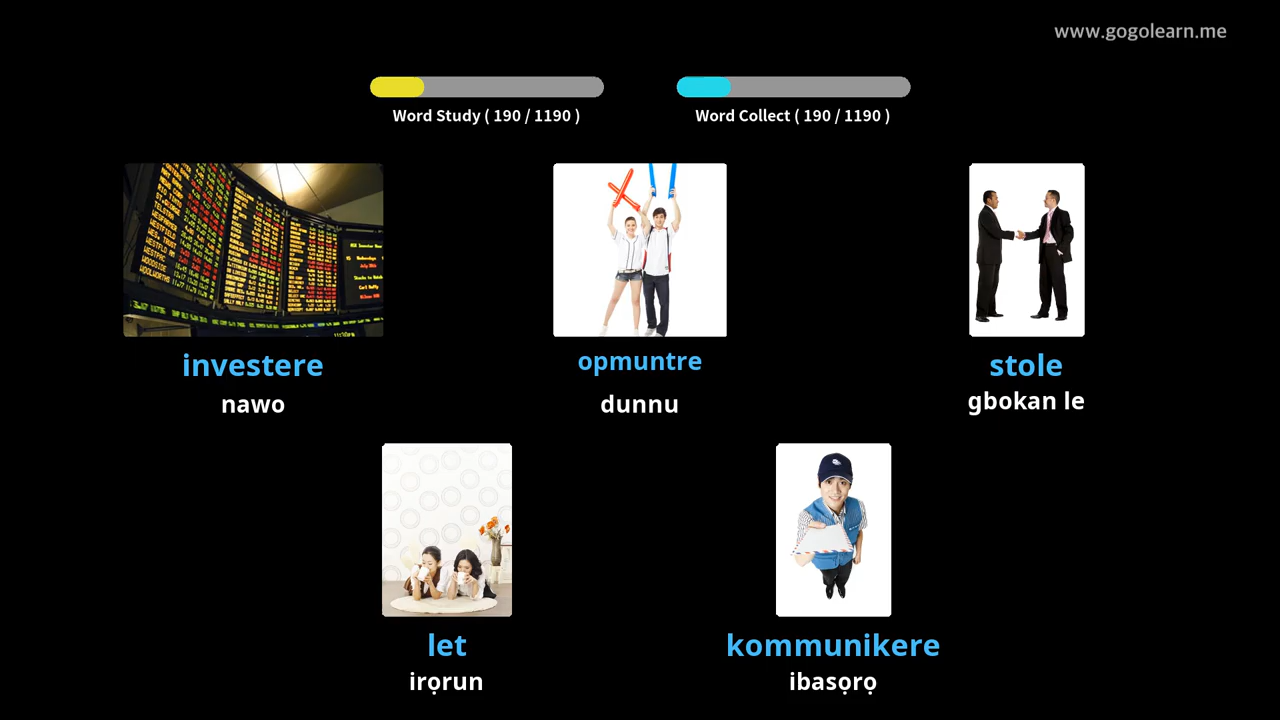 www.gogolearn.me
Word Study ( 190 / 1190 )
Word Collect ( 190 / 1190 )
investere
nawo
opmuntre
dunnu
stole
gbokan le
let
irọrun
kommunikere
ibasọrọ